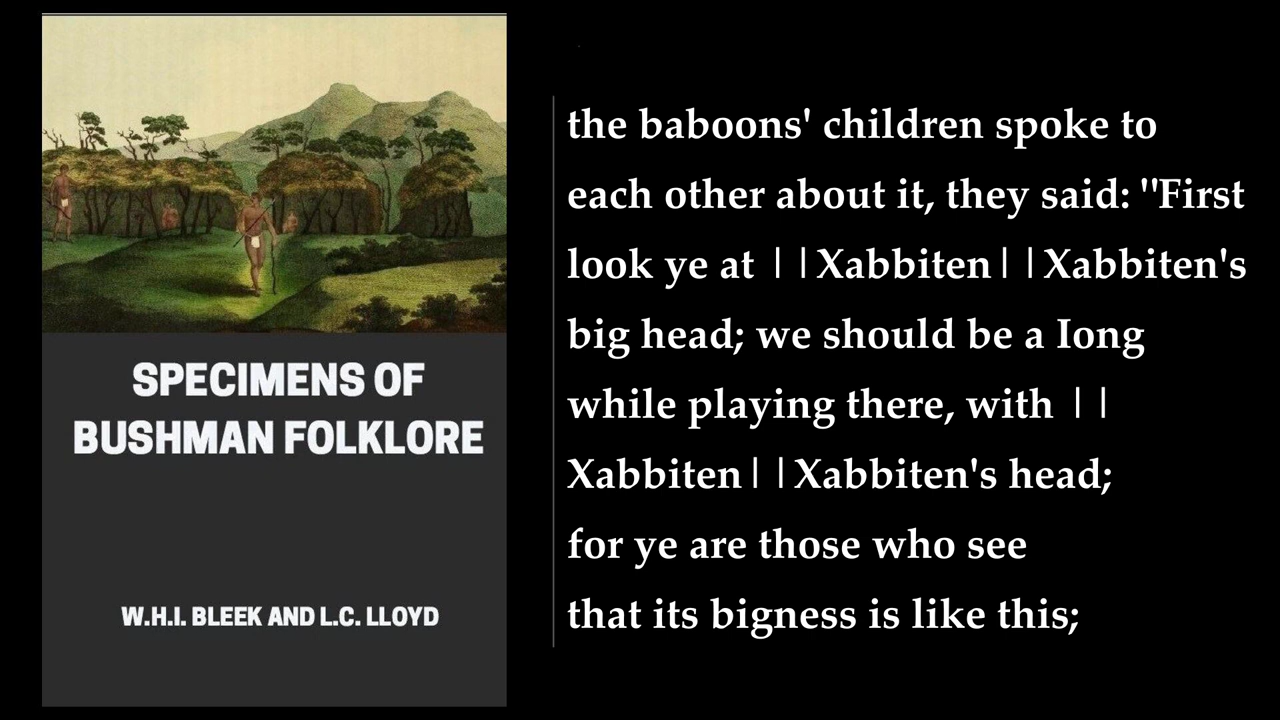 SPECIMENS OF
BUSHMAN FOLKLORE
W.H.I. BLEEK AND L.C. LLOYD
the baboons' children spoke to
each other about it, they said: "First
look ye at ||Xabbiten||Xabbiten's
big head; we should be a Iong
while playing there, with ||
Xabbiten||Xabbiten's head;
for ye are those who see
that its bigness is like this;